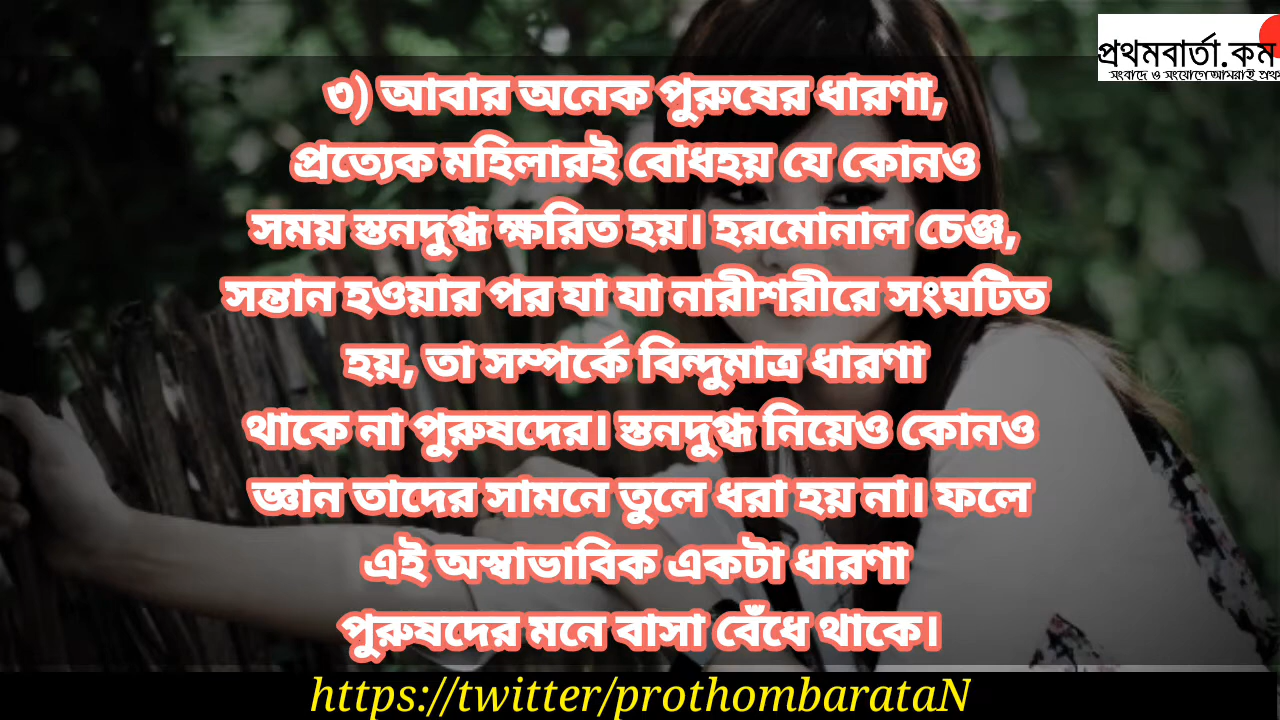 প্রথমবার্তা.কম
সংবাদে ও সংযোগে আমরাই প্রথম
৩) আবার অনেক পুরুষের ধারণা,
প্রত্যেক মহিলারই বোধহয় যে কোনও
সময় স্তনদুগ্ধ ক্ষরিত হয়। হরমোনাল চেঞ্জ,
সন্তান হওয়ার পর যা যা নারীশরীরে সংঘটিত
হয়, তা সম্পর্কে বিন্দুমাত্র ধারণা
থাকে না পুরুষদের। স্তনদুগ্ধ নিয়েও কোনও
জ্ঞান তাদের সামনে তুলে ধরা হয় না। ফলে
এই অস্বাভাবিক একটা ধারণা
পুরুষদের মনে বাসা বেঁধে থাকে।
https://twitter/prothombarataN